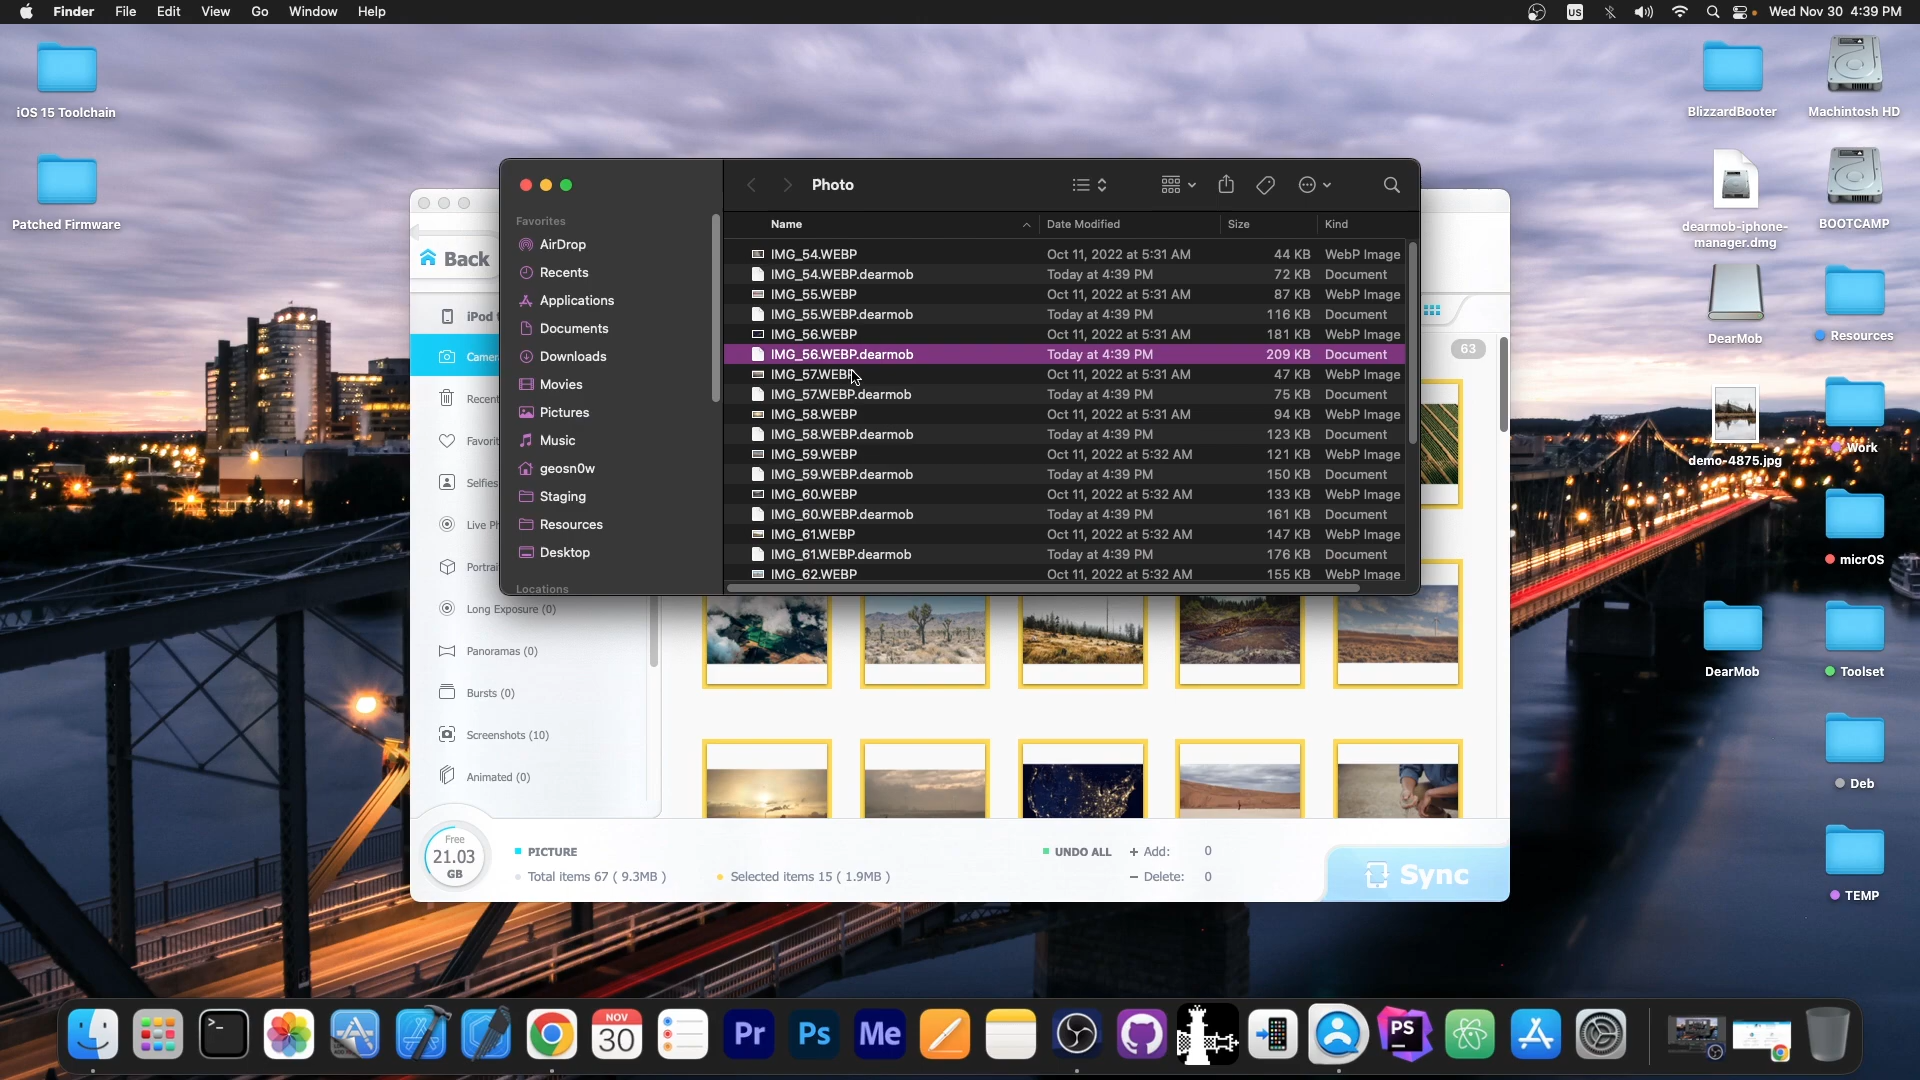 Finder File Edit View Go Window Help
US
Wed Nov 30 4:39 PM
iOS 15 Toolchain
Patched Firmware
BlizzardBooter
Machintosh HD
dearmob-iphone-
manager.dmg
BOOTCAMP
DearMob
Resources
demo-4875.jpg
Work
micrOS
DearMob
Toolset
Deb
TEMP
Photo
Favorites
AirDrop
Recents
Applications
Documents
Downloads
Movies
Pictures
Music
geosn0w
Staging
Resources
Desktop
Locations
Name Date Modified Size Kind
IMG_54.WEBP Oct 11, 2022 at 5:31 AM 44 KB WebP Image
IMG_54.WEBP.dearmob Today at 4:39 PM 72 KB Document
IMG_55.WEBP Oct 11, 2022 at 5:31 AM 87 KB WebP Image
IMG_55.WEBP.dearmob Today at 4:39 PM 116 KB Document
IMG_56.WEBP Oct 11, 2022 at 5:31 AM 181 KB WebP Image
IMG_56.WEBP.dearmob Today at 4:39 PM 209 KB Document
IMG_57.WEBP Oct 11, 2022 at 5:31 AM 47 KB WebP Image
IMG_57.WEBP.dearmob Today at 4:39 PM 75 KB Document
IMG_58.WEBP Oct 11, 2022 at 5:31 AM 94 KB WebP Image
IMG_58.WEBP.dearmob Today at 4:39 PM 123 KB Document
IMG_59.WEBP Oct 11, 2022 at 5:32 AM 121 KB WebP Image
IMG_59.WEBP.dearmob Today at 4:39 PM 150 KB Document
IMG_60.WEBP Oct 11, 2022 at 5:32 AM 133 KB WebP Image
IMG_60.WEBP.dearmob Today at 4:39 PM 161 KB Document
IMG_61.WEBP Oct 11, 2022 at 5:32 AM 147 KB WebP Image
IMG_61.WEBP.dearmob Today at 4:39 PM 176 KB Document
IMG_62.WEBP Oct 11, 2022 at 5:32 AM 155 KB WebP Image
Back
iPod
63
Long Exposure (0)
Panoramas (0)
Bursts (0)
Screenshots (10)
Animated (0)
Free
21.03
GB
PICTURE
Total items 67 ( 9.3MB ) Selected items 15 ( 1.9MB )
UNDO ALL + Add: 0
− Delete: 0
Sync
NOV
30
Pr
Ps
Me
PS